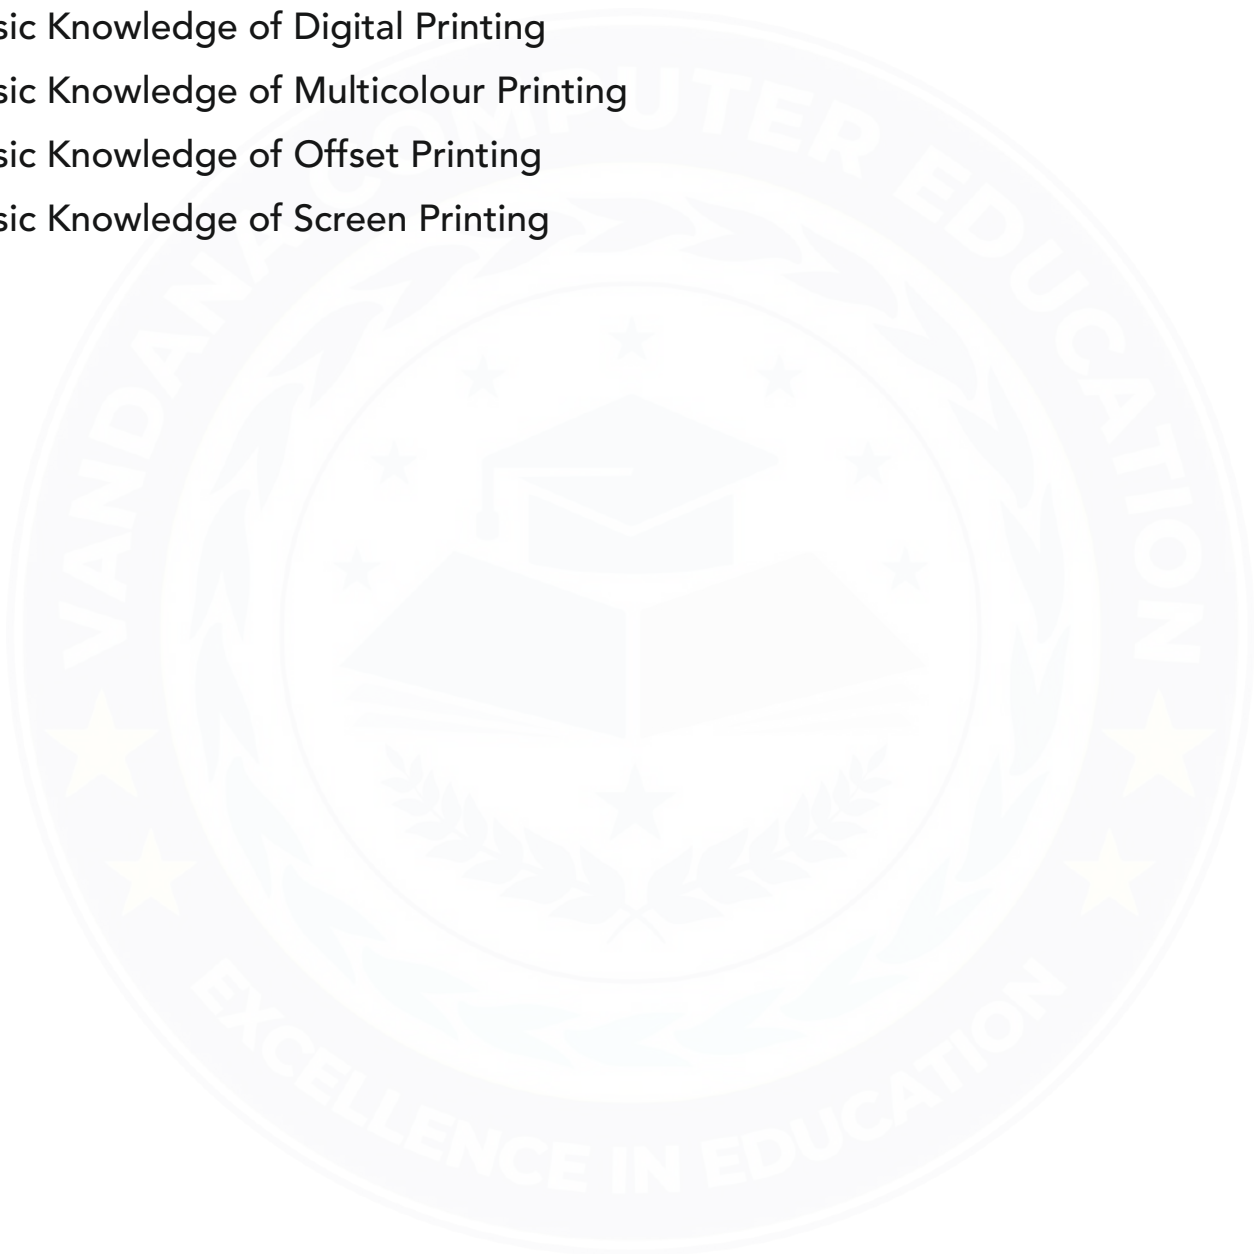 sic Knowledge of Digital Printing
sic Knowledge of Multicolour Printing
sic Knowledge of Offset Printing
sic Knowledge of Screen Printing
VANDANA COMPUTER EDUCATION
EXCELLENCE IN EDUCATION